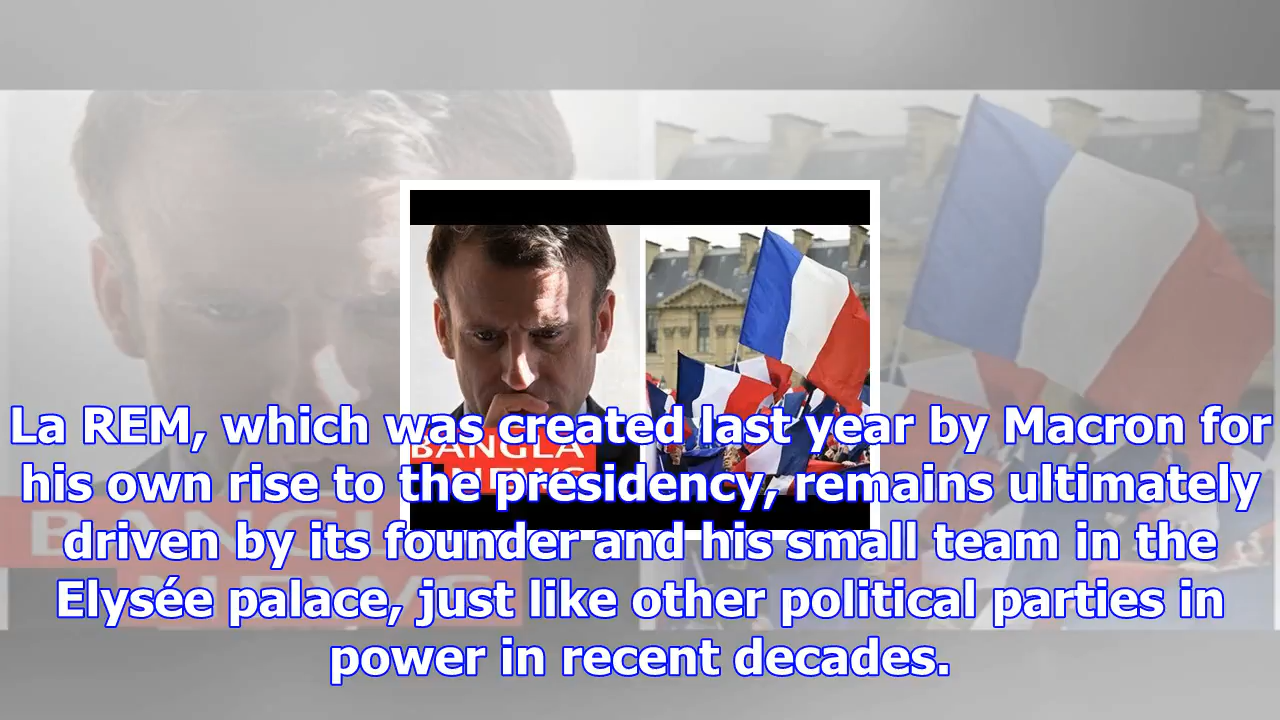 La REM, which was created last year by Macron for
his own rise to the presidency, remains ultimately
driven by its founder and his small team in the
Elysée palace, just like other political parties in
power in recent decades.
BANGLA
NEWS